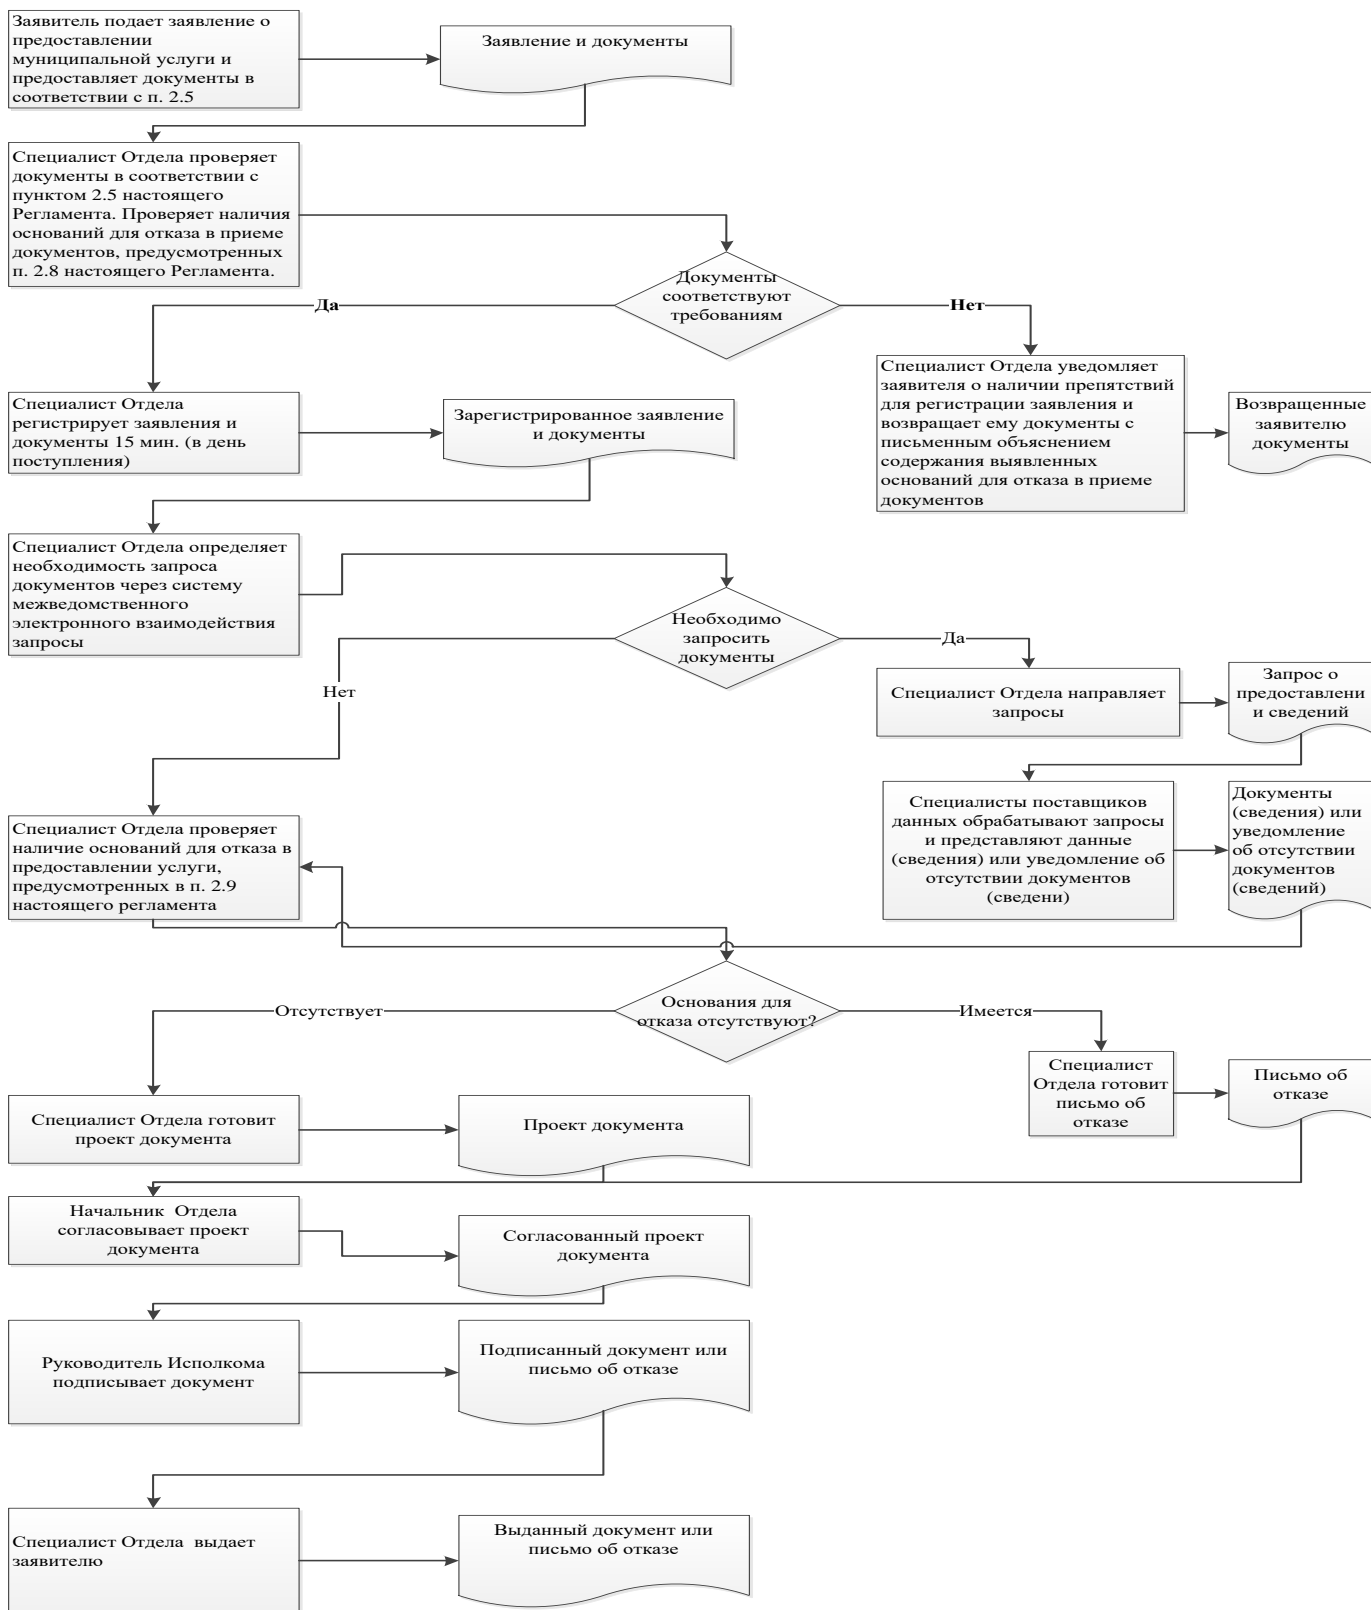 Заявитель подает заявление о
предоставлении
муниципальной услуги и
предоставляет документы в
соответствии с п. 2.5
Заявление и документы
Специалист Отдела проверяет
документы в соответствии с
пунктом 2.5 настоящего
Регламента. Проверяет наличия
оснований для отказа в приеме
документов, предусмотренных
п. 2.8 настоящего Регламента.
Документы
соответствуют
требованиям
Да
Нет
Специалист Отдела
регистрирует заявления и
документы 15 мин. (в день
поступления)
Зарегистрированное заявление
и документы
Специалист Отдела уведомляет
заявителя о наличии препятствий
для регистрации заявления и
возвращает ему документы с
письменным объяснением
содержания выявленных
оснований для отказа в приеме
документов
Возвращенные
заявителю
документы
Специалист Отдела определяет
необходимость запроса
документов через систему
межведомственного
электронного взаимодействия
запросы
Необходимо
запросить
документы
Да
Нет
Специалист Отдела направляет
запросы
Запрос о
предоставлени
и сведений
Специалисты поставщиков
данных обрабатывают запросы
и представляют данные
(сведения) или уведомление об
отсутствии документов
(сведени)
Документы
(сведения) или
уведомление
об отсутствии
документов
(сведений)
Специалист Отдела проверяет
наличие оснований для отказа в
предоставлении услуги,
предусмотренных в п. 2.9
настоящего регламента
Основания для
отказа отсутствуют?
Отсутствует
Имеется
Специалист
Отдела готовит
письмо об
отказе
Письмо об
отказе
Специалист Отдела готовит
проект документа
Проект документа
Начальник  Отдела
согласовывает проект
документа
Согласованный проект
документа
Руководитель Исполкома
подписывает документ
Подписанный документ или
письмо об отказе
Специалист Отдела  выдает
заявителю
Выданный документ или
письмо об отказе